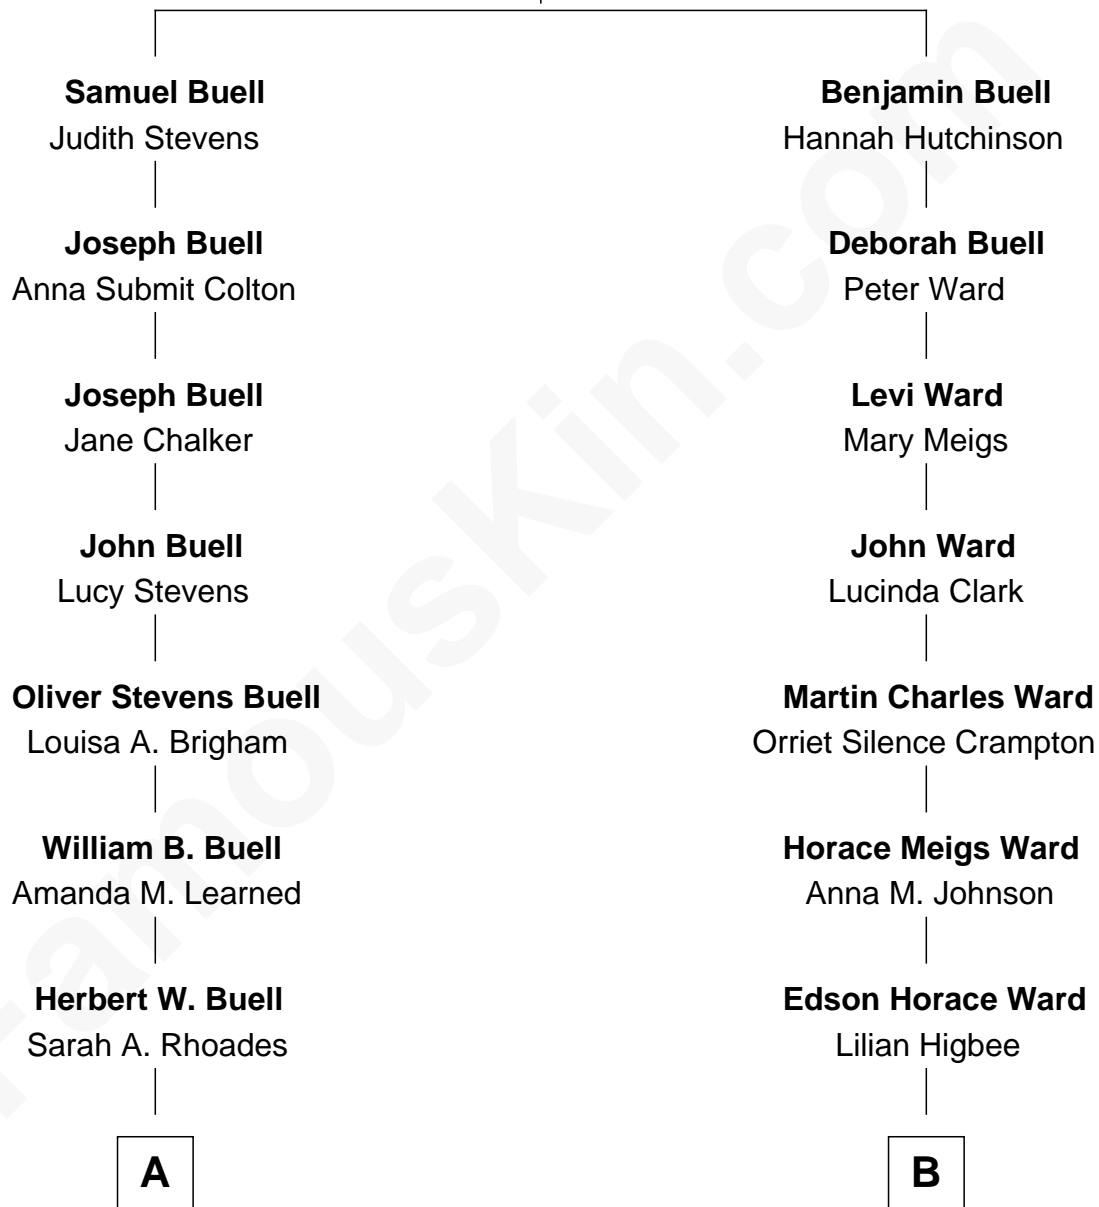 Samuel Buell
Judith Stevens
Benjamin Buell
Hannah Hutchinson
Joseph Buell
Anna Submit Colton
Deborah Buell
Peter Ward
Joseph Buell
Jane Chalker
Levi Ward
Mary Meigs
John Buell
Lucy Stevens
John Ward
Lucinda Clark
Oliver Stevens Buell
Louisa A. Brigham
Martin Charles Ward
Orriet Silence Crampton
William B. Buell
Amanda M. Learned
Horace Meigs Ward
Anna M. Johnson
Herbert W. Buell
Sarah A. Rhoades
Edson Horace Ward
Lilian Higbee
A
B
FamousKin.com